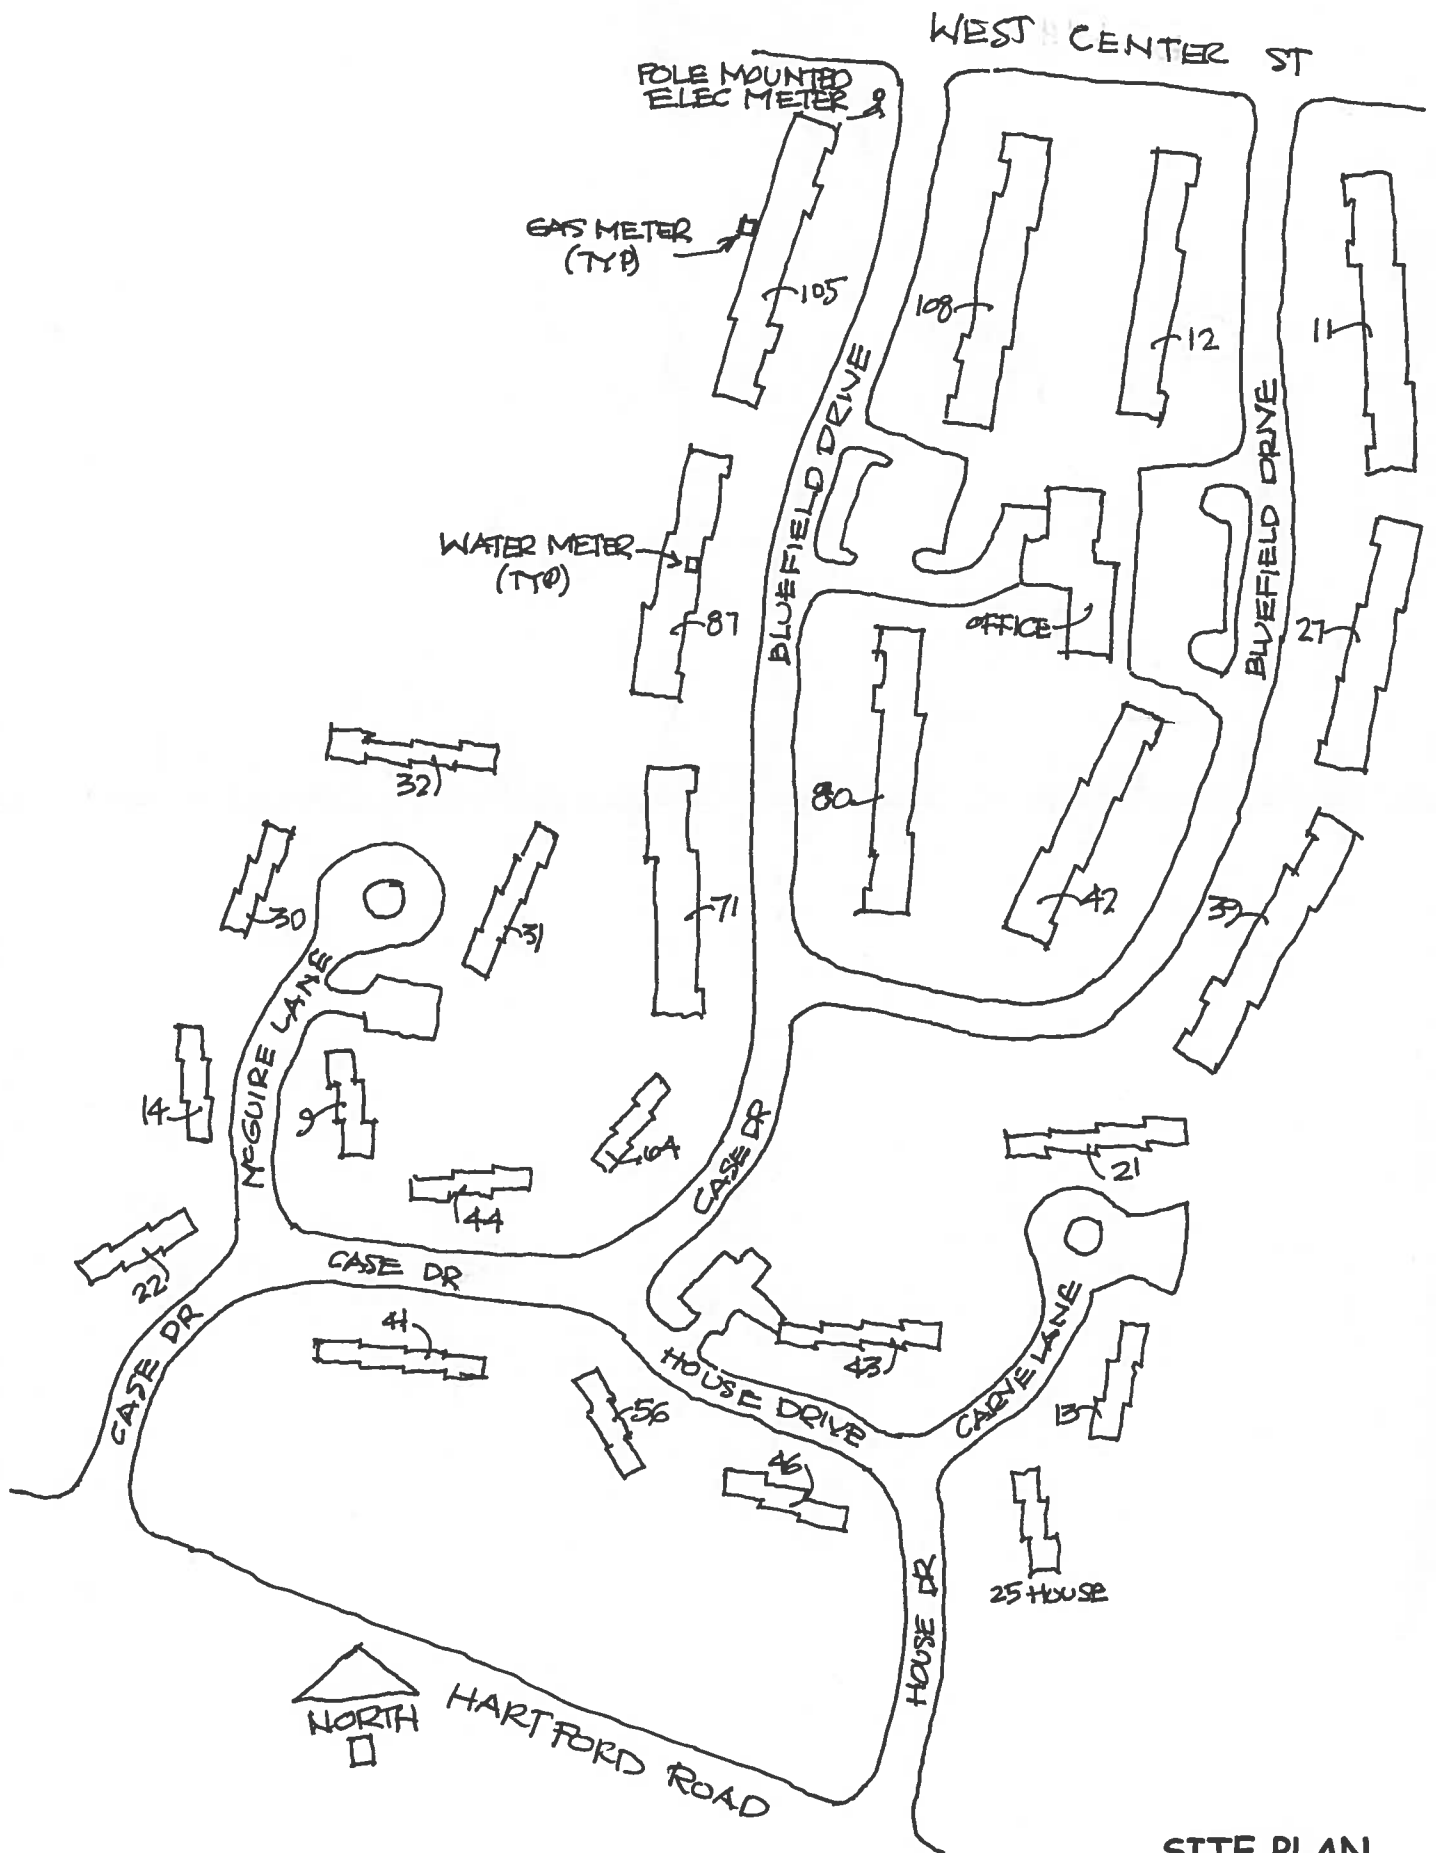 WEST CENTER ST
POLE MOUNTED
ELEC METER
GAS METER
(TYP)
105
108
12
11
BLUEFIELD DRIVE
BLUEFIELD DRIVE
WATER METER
(TYP)
87
OFFICE
27
32
80
42
39
30
31
71
McGUIRE LANE
14
9
64
CASE DR
21
44
22
CASE DR
CASE DR
41
43
HOUSE DRIVE
CARVE LANE
56
13
46
25 HOUSE
HOUSE DR
NORTH
HARTFORD ROAD
SITE PLAN